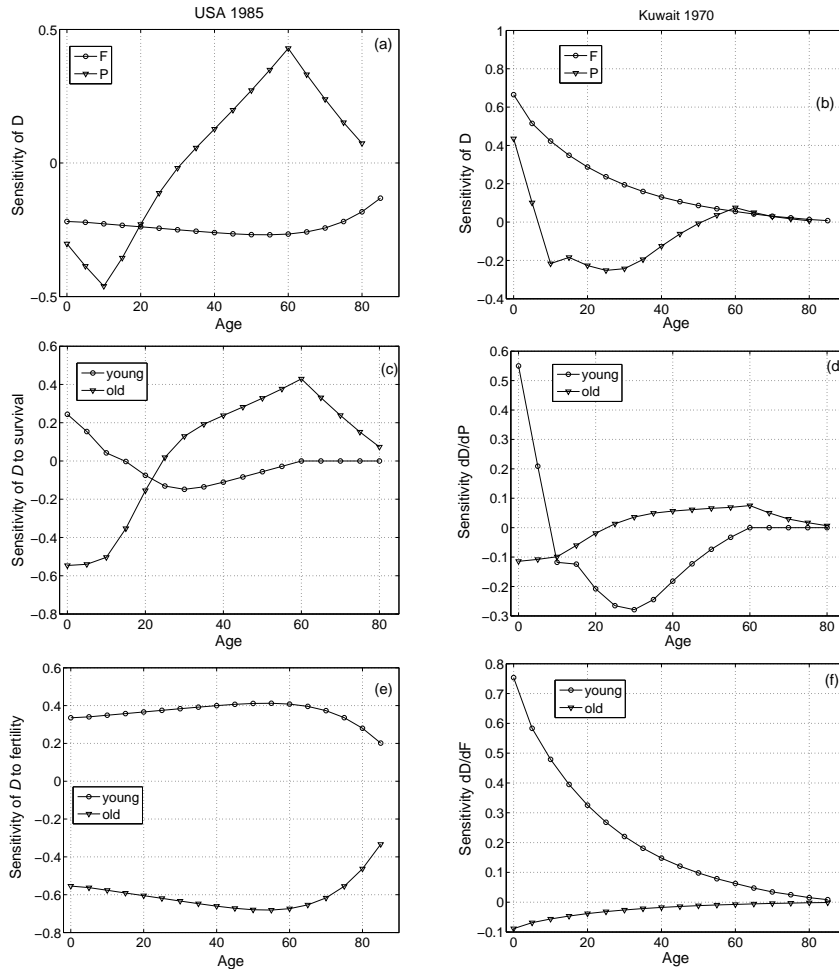 USA 1985
(a)
F
P
Sensitivity of D
0.5
0
−0.5
0 20 40 60 80
Age
Kuwait 1970
(b)
F
P
Sensitivity of D
1
0.8
0.6
0.4
0.2
0
−0.2
−0.4
0 20 40 60 80
Age
(c)
young
old
Sensitivity of D to survival
0.6
0.4
0.2
0
−0.2
−0.4
−0.6
−0.8
0 20 40 60 80
Age
(d
young
old
Sensitivity dD/dP
0.6
0.5
0.4
0.3
0.2
0.1
0
−0.1
−0.2
−0.3
0 20 40 60 80
Age
(e)
young
old
Sensitivity of D to fertility
0.6
0.4
0.2
0
−0.2
−0.4
−0.6
−0.8
0 20 40 60 80
Age
(f)
young
old
Sensitivity dD/dF
0.8
0.7
0.6
0.5
0.4
0.3
0.2
0.1
0
−0.1
0 20 40 60 80
Age